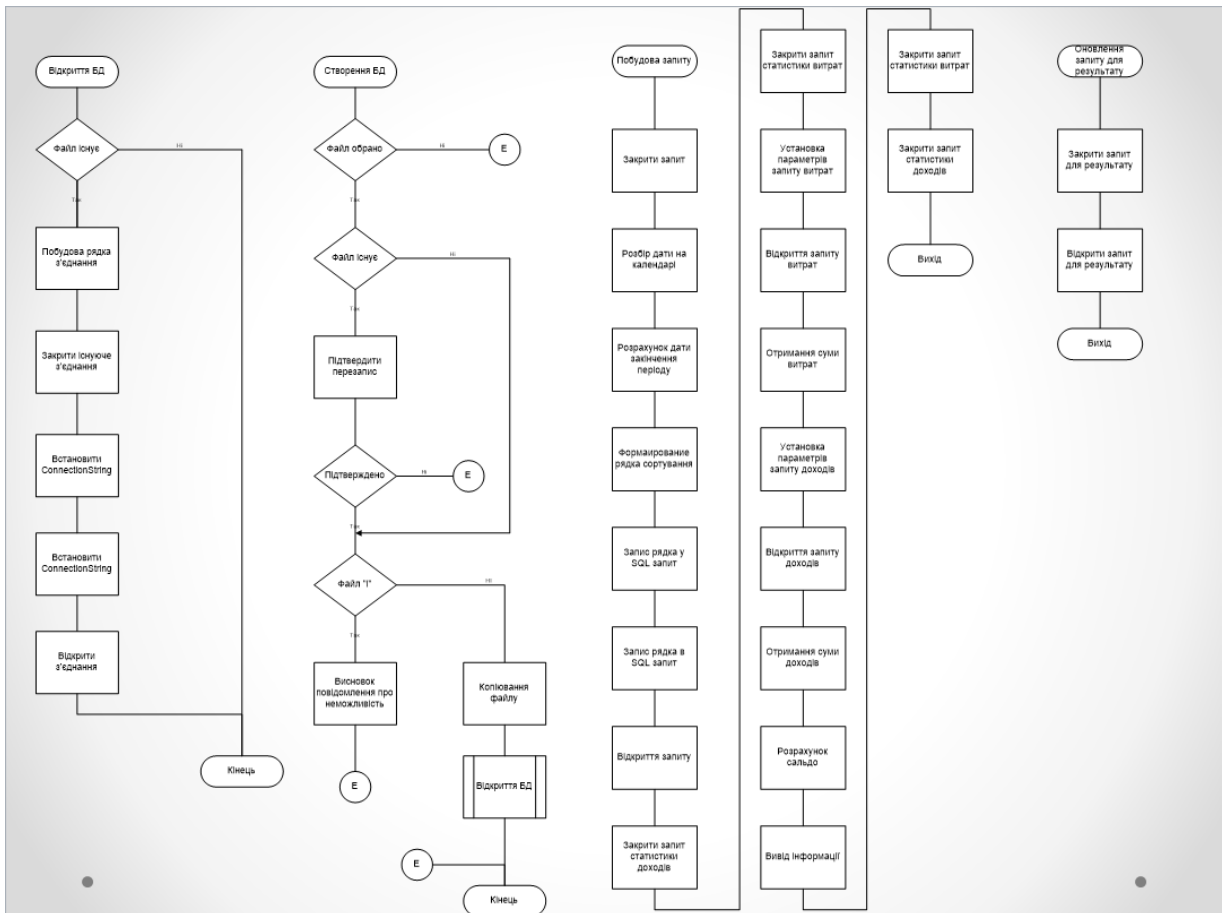 Відкриття БД
Файл існує
Ні
Так
Побудова рядка
з'єднання
Закрити існуюче
з'єднання
Встановити
ConnectionString
Встановити
ConnectionString
Відкрити
з'єднання
Кінець
Створення БД
Файл обрано
Ні
Е
Так
Файл існує
Ні
Так
Підтвердити
перезапис
Підтверждено
Ні
Е
Так
Файл "I"
Ні
Так
Висновок
повідомлення про
неможливість
Е
Копіювання
файлу
Відкриття БД
Е
Кінець
Побудова запиту
Закрити запит
Розбір дати на
календарі
Розрахунок дати
закінчення
періоду
Формаирование
рядка сортування
Запис рядка у
SQL запит
Запис рядка в
SQL запит
Відкриття запиту
Закрити запит
статистики
доходів
Закрити запит
статистики витрат
Установка
параметрів
запиту витрат
Відкриття запиту
витрат
Отримання суми
витрат
Установка
параметрів
запиту доходів
Відкриття запиту
доходів
Отримання суми
доходів
Розрахунок
сальдо
Вивід інформації
Закрити запит
статистики витрат
Закрити запит
статистики
доходів
Вихід
Оновлення
запиту для
результату
Закрити запит
для результату
Відкрити запит
для результату
Вихід